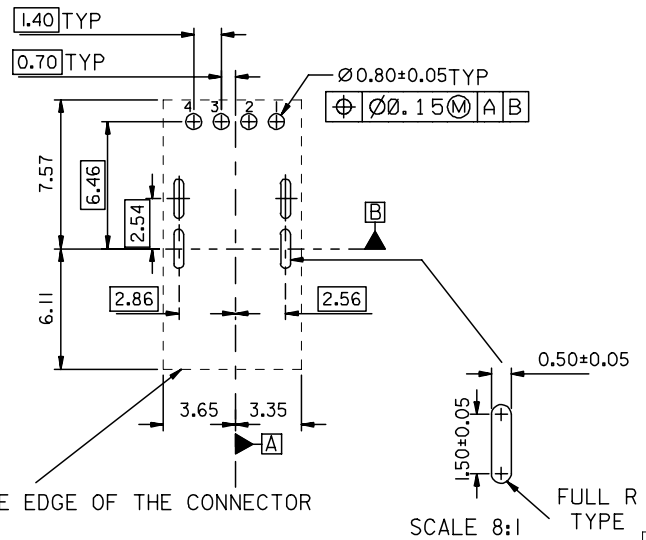 1.40 TYP
0.70 TYP
Ø0.80±0.05TYP
4 3 2 1
⌖ Ø0.15Ⓜ A B
7.57
6.46
2.54
B
2.86
2.56
6.11
0.50±0.05
3.65 3.35
1.50±0.05
A
EDGE OF THE CONNECTOR
FULL R
TYPE
SCALE 8:1